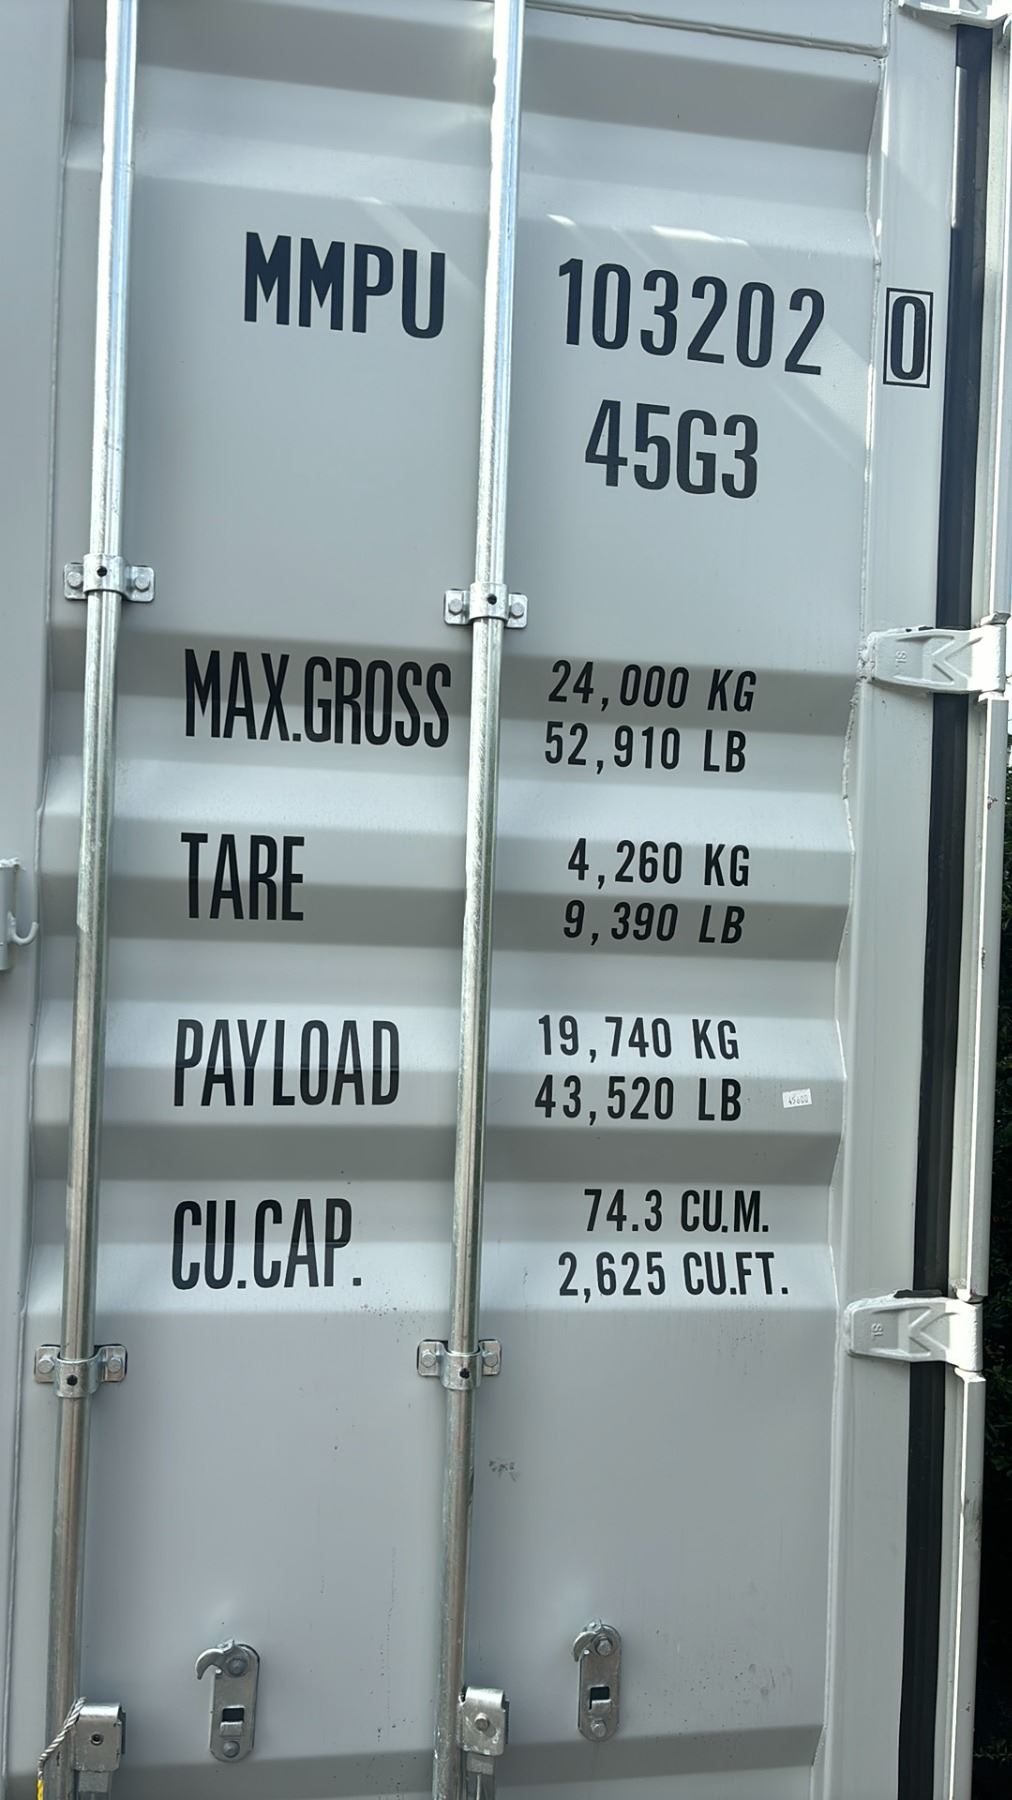 MMPU 103202 0
45G3
MAX.GROSS 24,000 KG
52,910 LB
TARE 4,260 KG
9,390 LB
PAYLOAD 19,740 KG
43,520 LB
CU.CAP. 74.3 CU.M.
2,625 CU.FT.